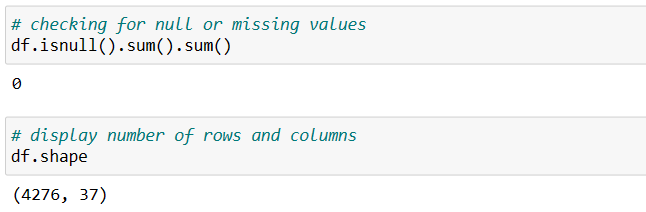 # checking for null or missing values
df.isnull().sum().sum()
0
# display number of rows and columns
df.shape
(4276, 37)